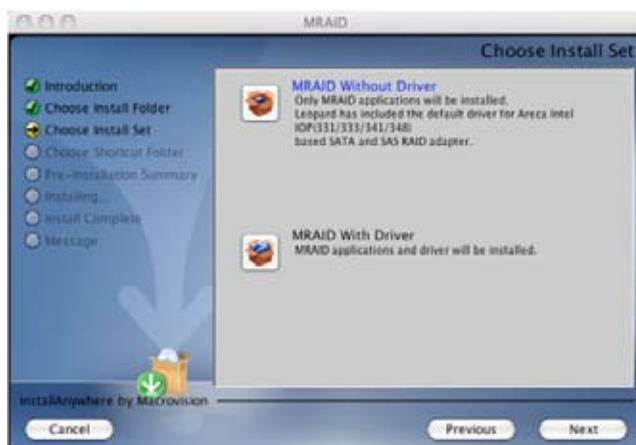 MRAID
Choose Install Set
Introduction
Choose Install Folder
Choose Install Set
Choose Shortcut Folder
Pre-Installation Summary
Installing...
Install Complete
Message
MRAID Without Driver
Only MRAID applications will be installed.
Leopard has included the default driver for Areca Intel
IOP(331/333/341/348)
based SATA and SAS RAID adapter.
MRAID With Driver
MRAID applications and driver will be installed.
InstallAnywhere by Macrovision
Cancel
Previous
Next